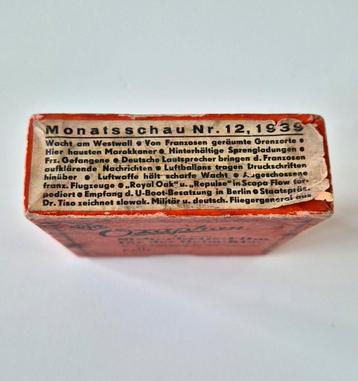 Monatsschau Nr. 12, 1939
Wacht am Westwall • Von Franzosen geräumte Grenzorte •
Hier hausten Marokkaner • Hinterhältige Sprengladungen •
Frz. Gefangene • Deutsche Lautsprecher bringen d. Franzosen
aufklärende Nachrichten • Luftballons tragen Druckschriften
hinüber • Luftwaffe hält scharfe Wacht • Angeschossene
franz. Flugzeuge • „Royal Oak" u. „Repulse" in Scapa Flow tor-
pediert • Empfang d. U-Boot-Besatzung in Berlin • Staatspräs.
Dr. Tiso zeichnet slowak. Militär u. deutsch. Fliegergeneral aus
Ozaphan